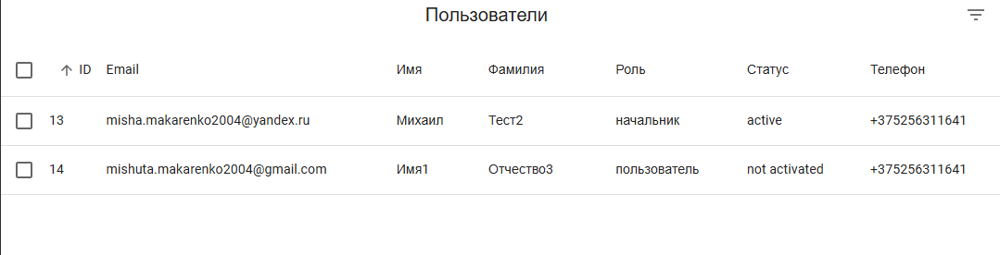 Пользователи
ID Email Имя Фамилия Роль Статус Телефон
13 misha.makarenko2004@yandex.ru Михаил Тест2 начальник active +375256311641
14 mishuta.makarenko2004@gmail.com Имя1 Отчество3 пользователь not activated +375256311641